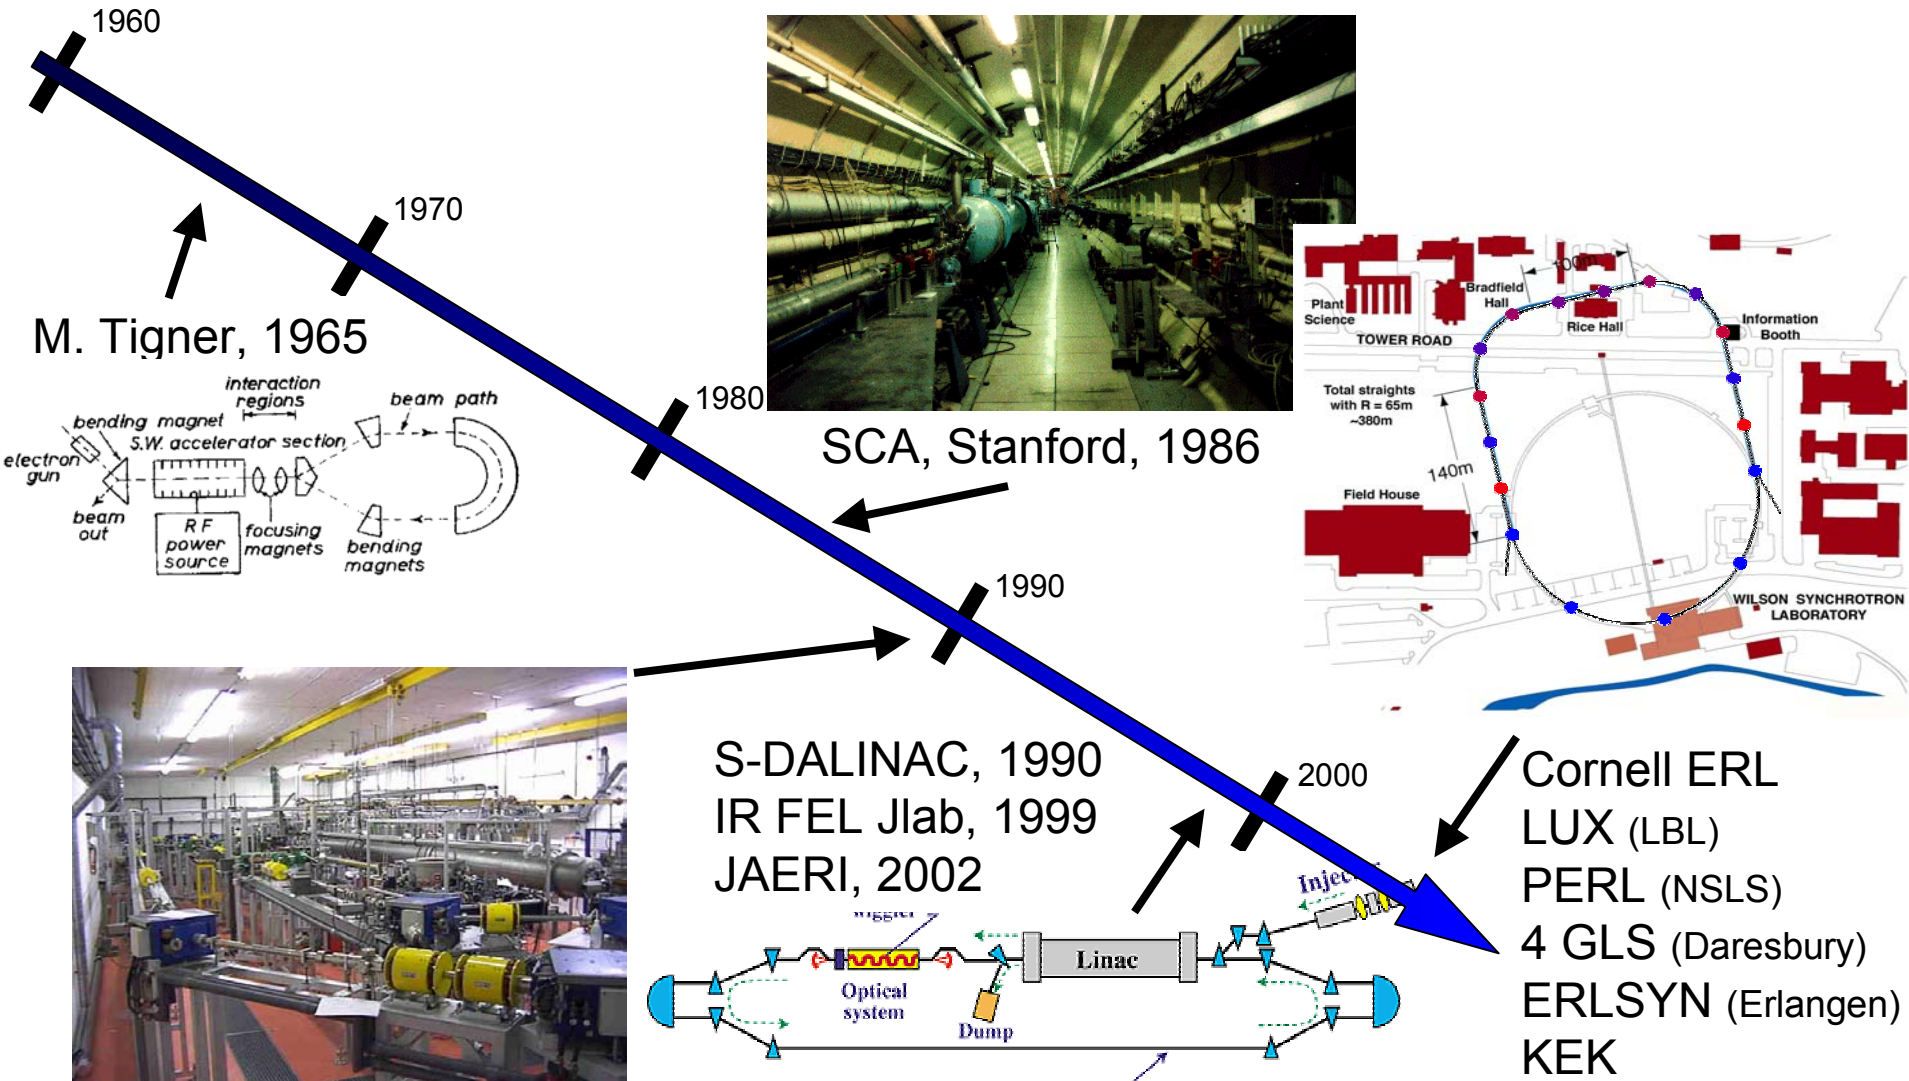 1960
1970
M. Tigner, 1965
interaction
regions
beam path
bending magnet
S.W. accelerator section
electron
gun
beam
out
RF
power
source
focusing
magnets
bending
magnets
1980
SCA, Stanford, 1986
1990
100m
Plant
Science
Bradfield
Hall
Rice Hall
TOWER ROAD
Information
Booth
Total straights
with R = 65m
~380m
140m
Field House
WILSON SYNCHROTRON
LABORATORY
S-DALINAC, 1990
IR FEL Jlab, 1999
JAERI, 2002
2000
Linac
Optical
system
Dump
Cornell ERL
LUX (LBL)
PERL (NSLS)
4 GLS (Daresbury)
ERLSYN (Erlangen)
KEK